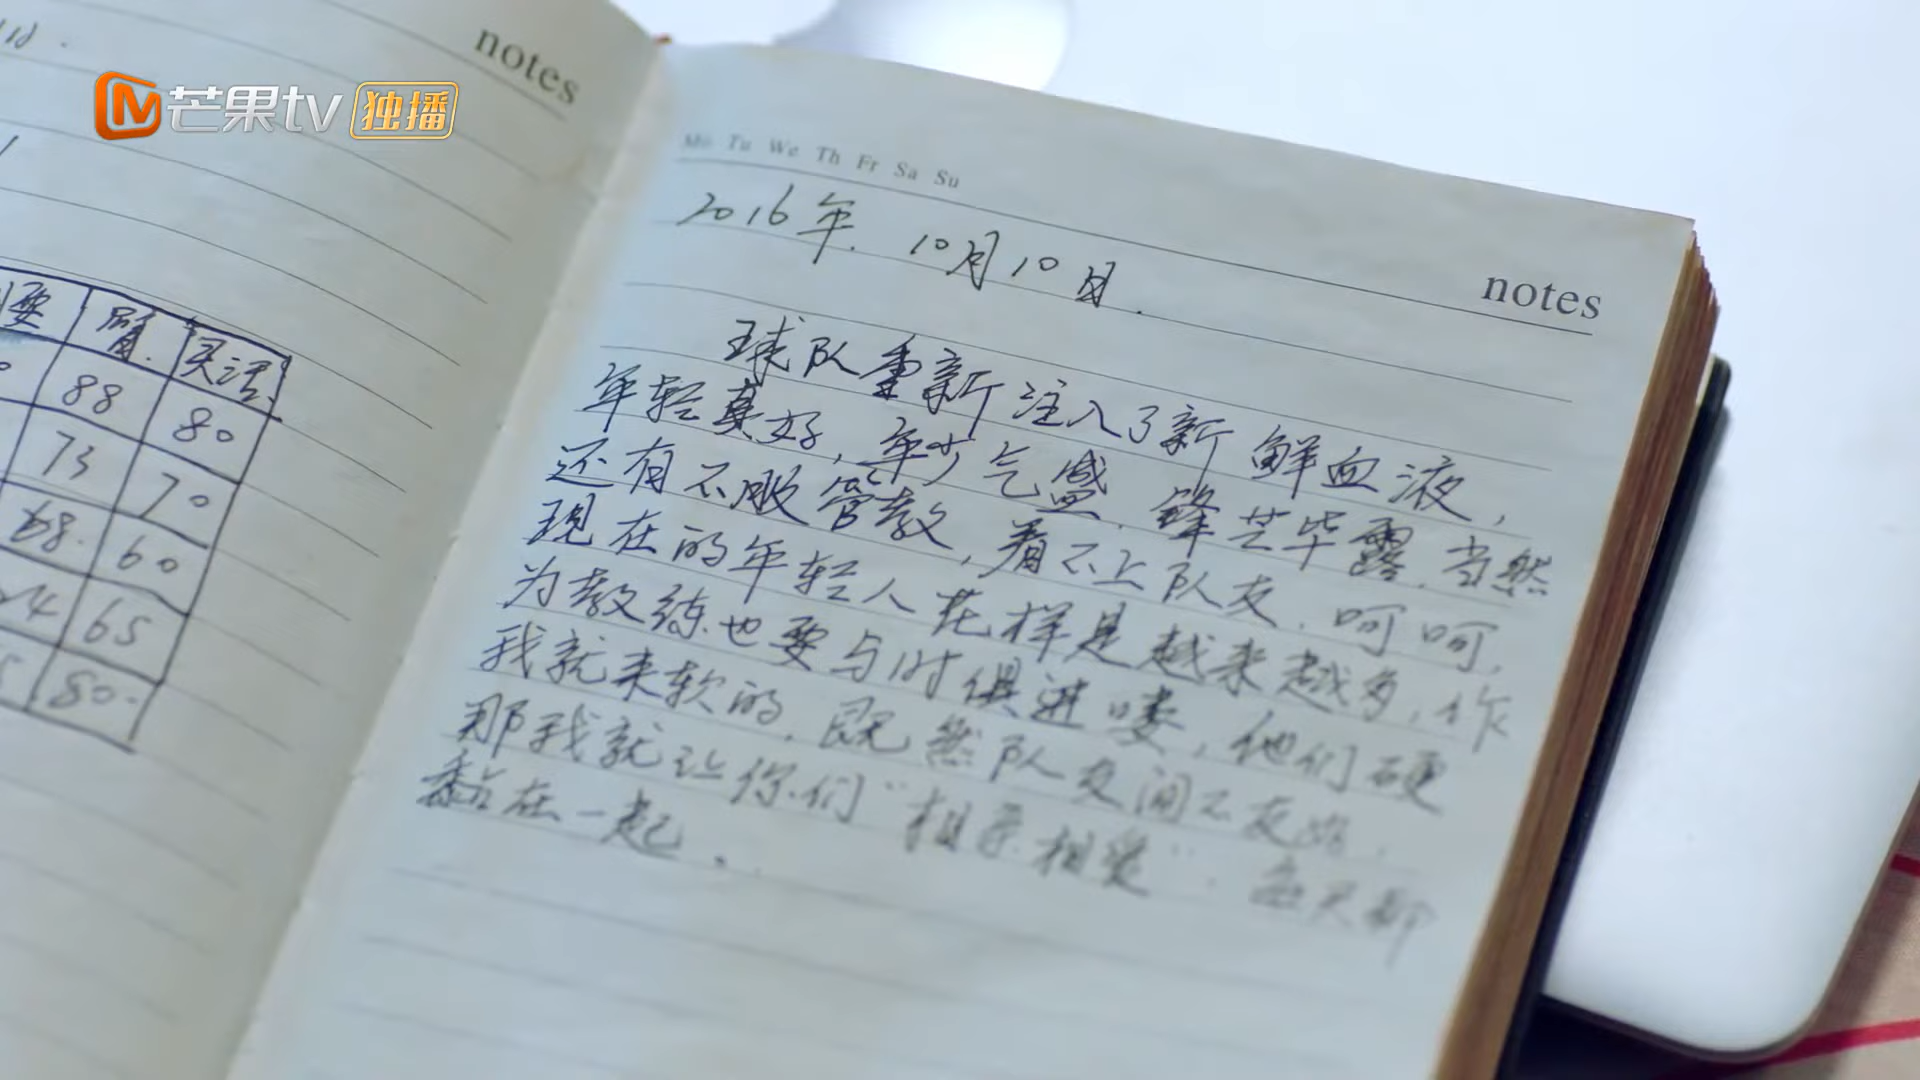 notes
芒果tv 独播
要 质 灵活
88 80
73 70
68. 60
24 65
5 80.
Mo Tu We Th Fr Sa Su
2016年. 10月10日.
notes
球队重新注入了新鲜血液,
年轻真好, 年少气盛. 锋芒毕露. 当然
还有不服管教, 看不上队友. 呵呵,
现在的年轻人花样是越来越多, 作
为教练也要与时俱进喽, 他们硬
我就来软的. 既然队友间不友好,
那我就让你们“相亲相爱”. 每天都
黏在一起...